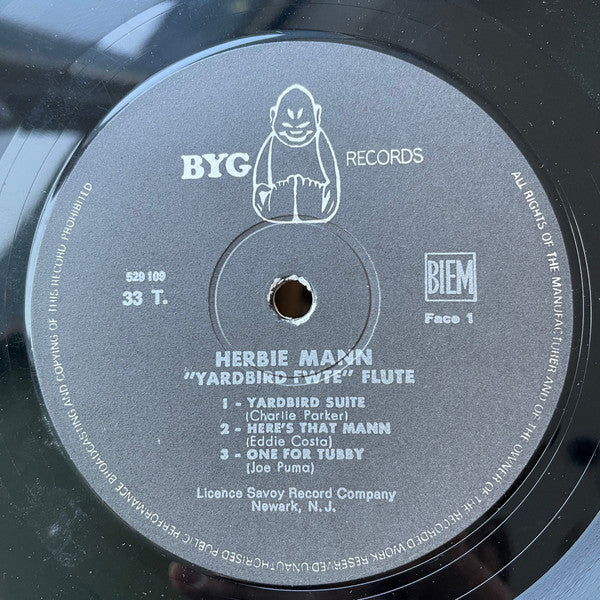 BYG RECORDS
529 109
33 T.
BIEM
Face 1
HERBIE MANN
"YARDBIRD FWTE" FLUTE
1 - YARDBIRD SUITE
(Charlie Parker)
2 - HERE'S THAT MANN
(Eddie Costa)
3 - ONE FOR TUBBY
(Joe Puma)
Licence Savoy Record Company
Newark, N. J.
ALL RIGHTS OF THE MANUFACTURER AND OF THE OWNER OF THE RECORDED WORK RESERVED-UNAUTHORISED PUBLIC PERFORMANCE BROADCASTING AND COPYING OF THIS RECORD PROHIBITED